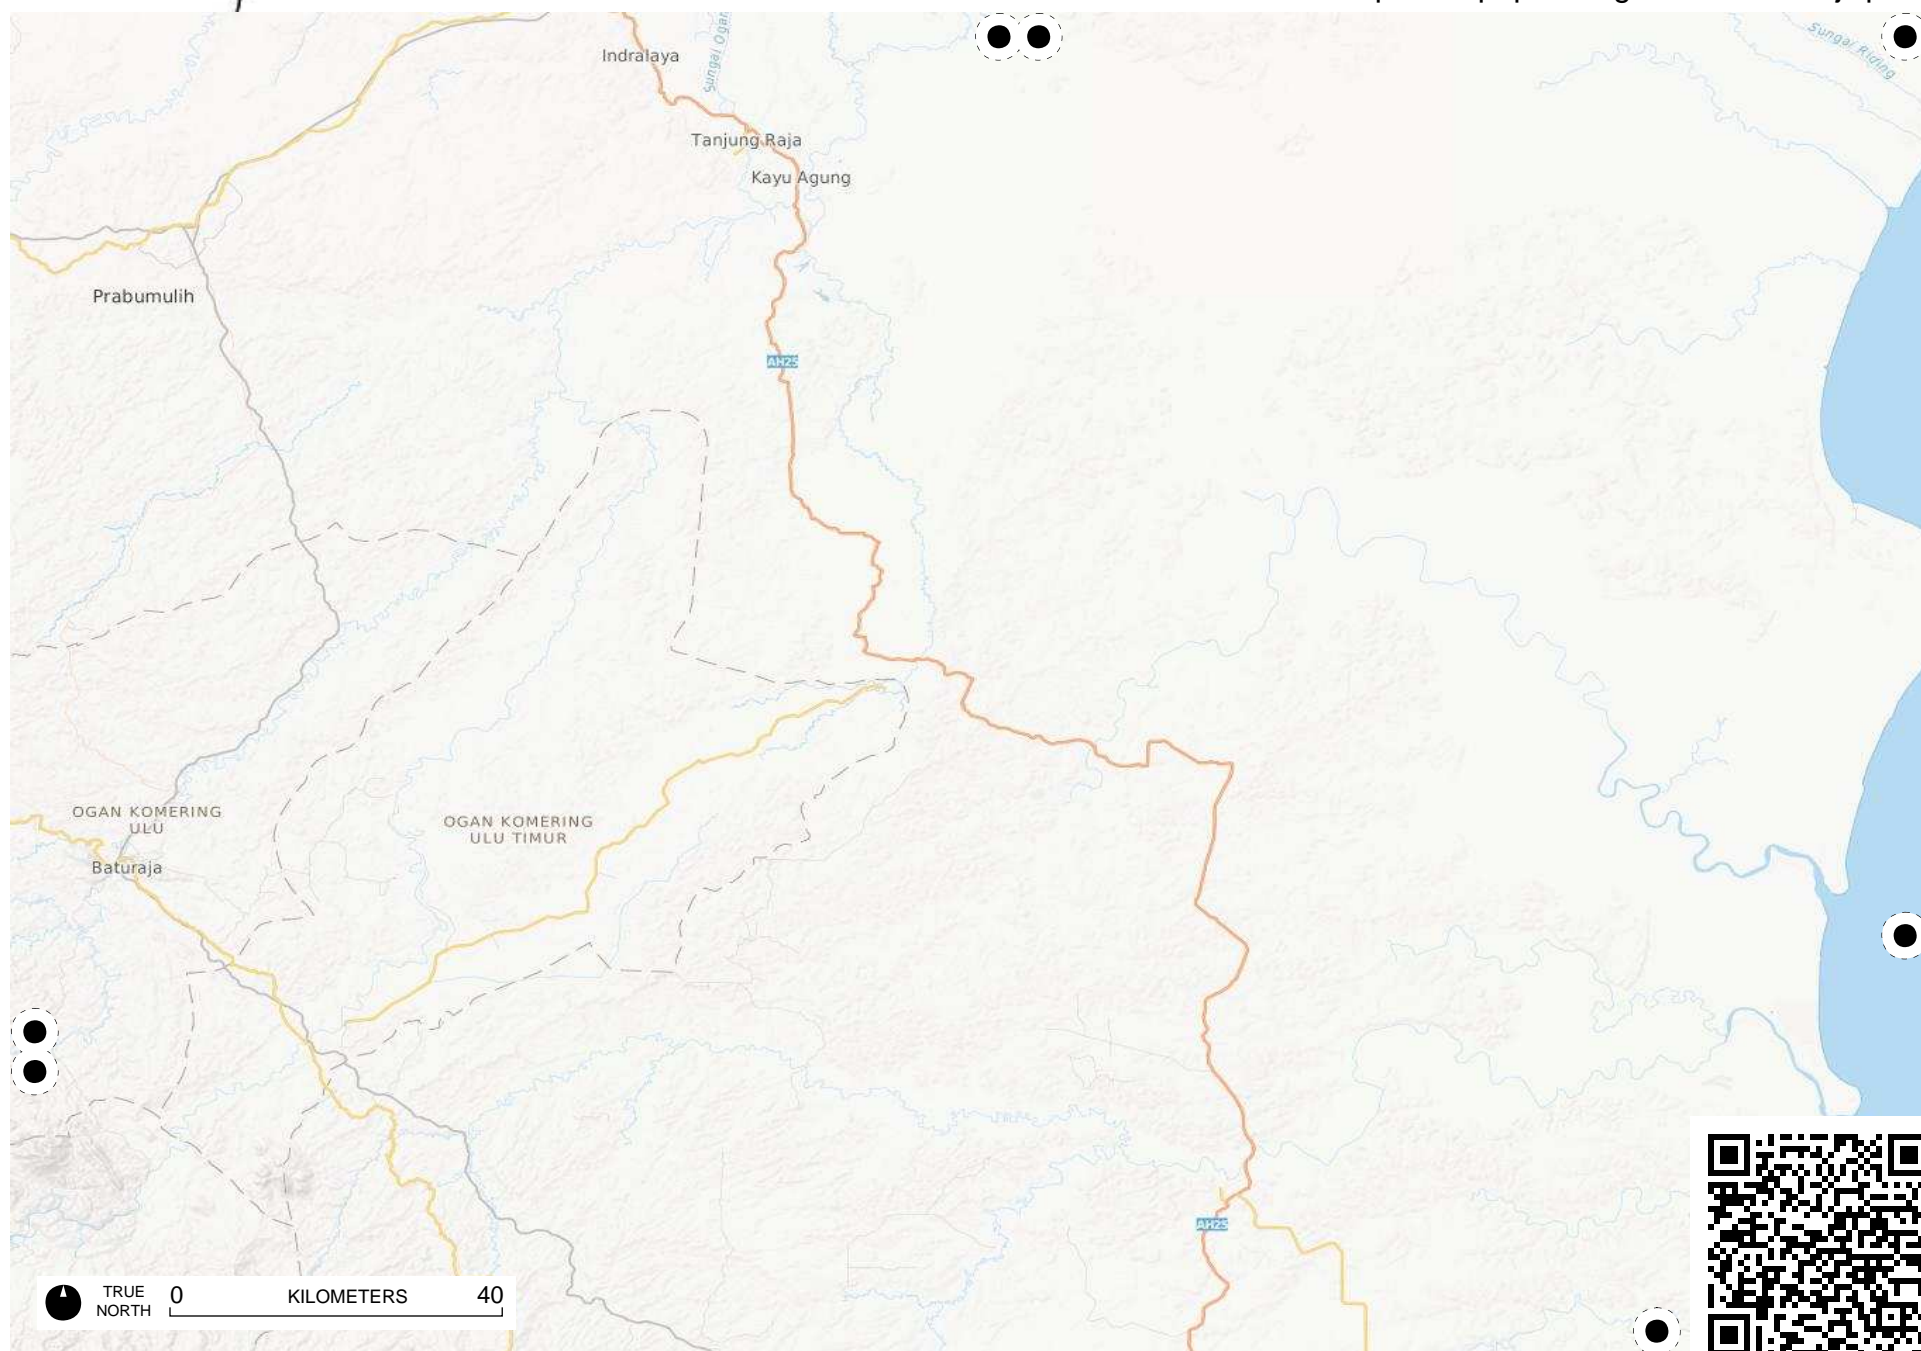 Indralaya
Sungai Ogan
Sungai Riding
Tanjung Raja
Kayu Agung
Prabumulih
AH25
OGAN KOMERING
ULU
OGAN KOMERING
ULU TIMUR
Baturaja
AH25
TRUE
NORTH
0 KILOMETERS 40